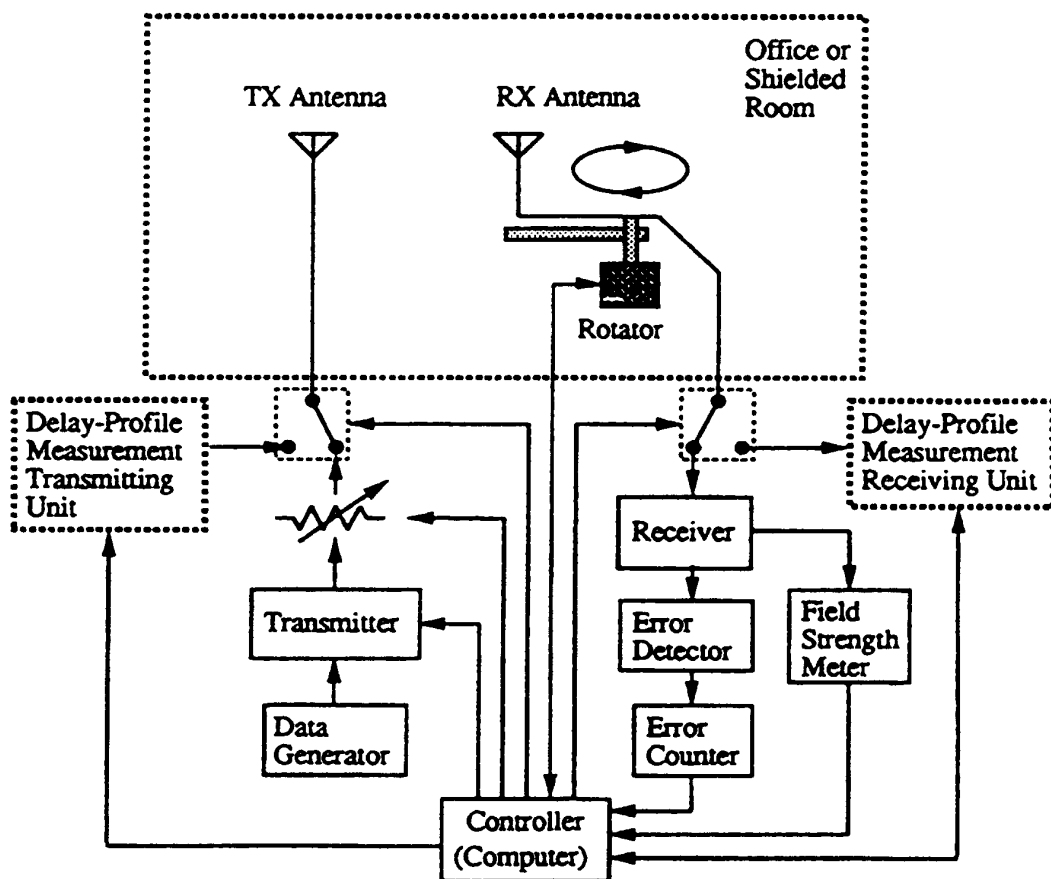 Office or
Shielded
Room
TX Antenna
RX Antenna
Rotator
Delay-Profile
Measurement
Transmitting
Unit
Delay-Profile
Measurement
Receiving Unit
Receiver
Transmitter
Error
Detector
Field
Strength
Meter
Data
Generator
Error
Counter
Controller
(Computer)